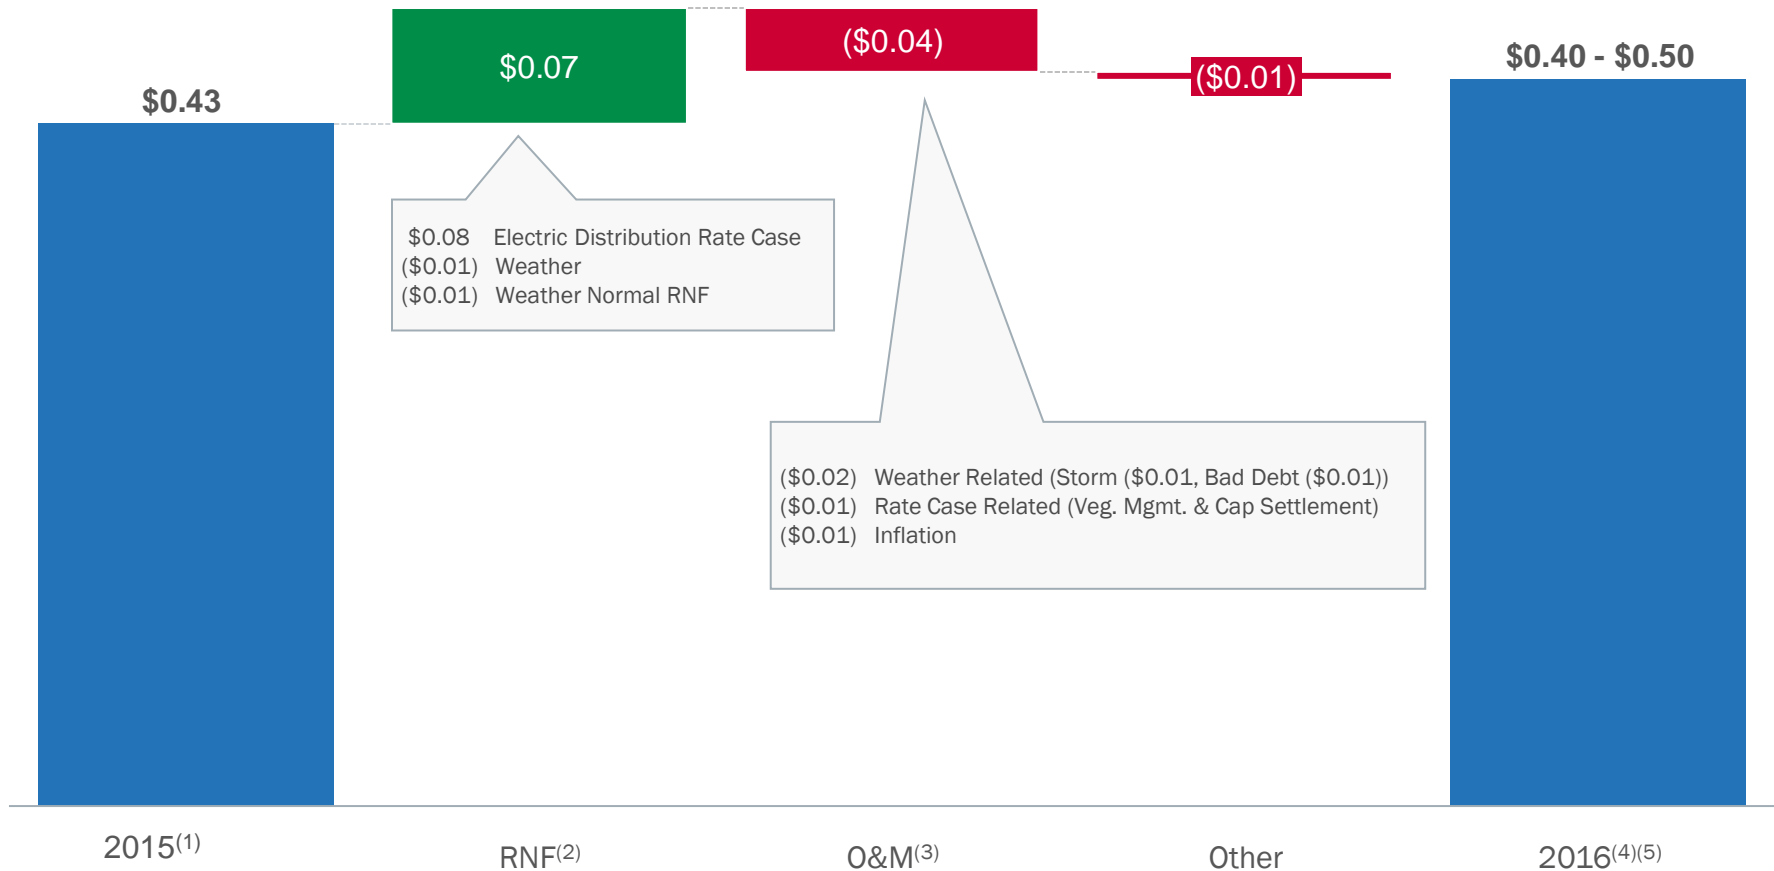 $0.43
$0.07
($0.04)
($0.01)
$0.40 - $0.50
$0.08 Electric Distribution Rate Case
($0.01) Weather
($0.01) Weather Normal RNF
($0.02) Weather Related (Storm ($0.01, Bad Debt ($0.01))
($0.01) Rate Case Related (Veg. Mgmt. & Cap Settlement)
($0.01) Inflation
2015(1)
RNF(2)
O&M(3)
Other
2016(4)(5)